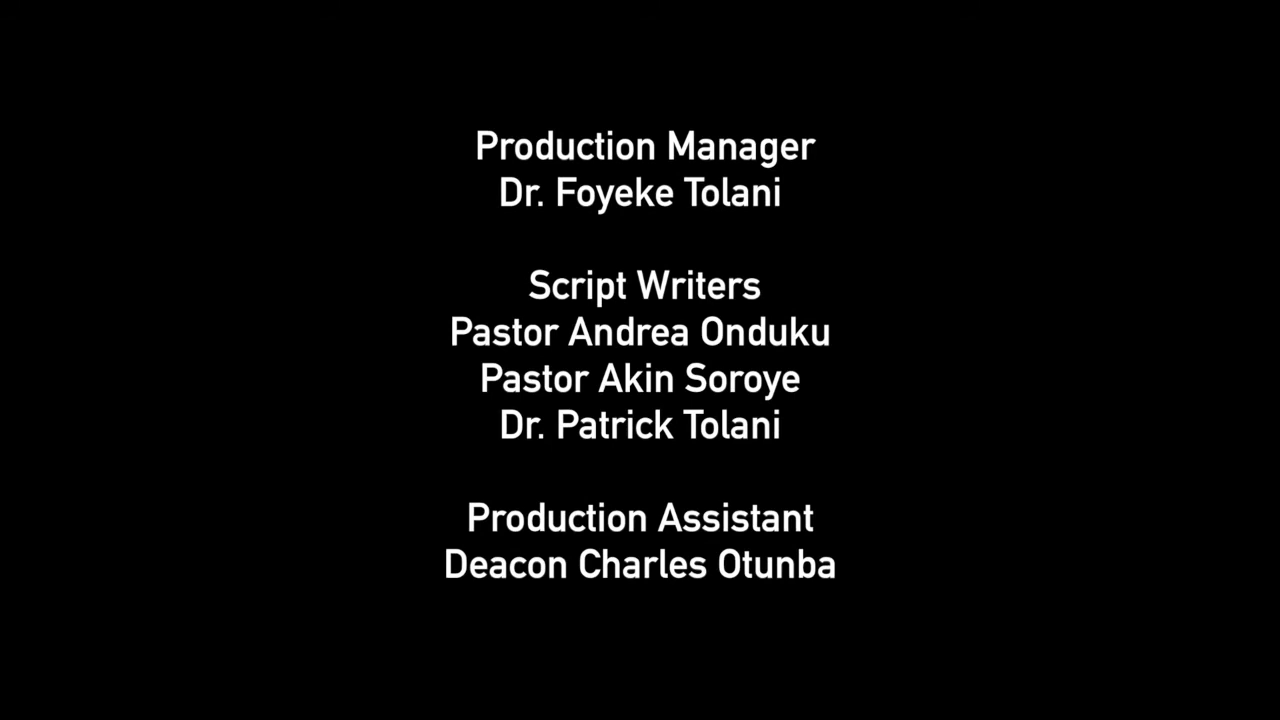 Production Manager
Dr. Foyeke Tolani
Script Writers
Pastor Andrea Onduku
Pastor Akin Soroye
Dr. Patrick Tolani
Production Assistant
Deacon Charles Otunba